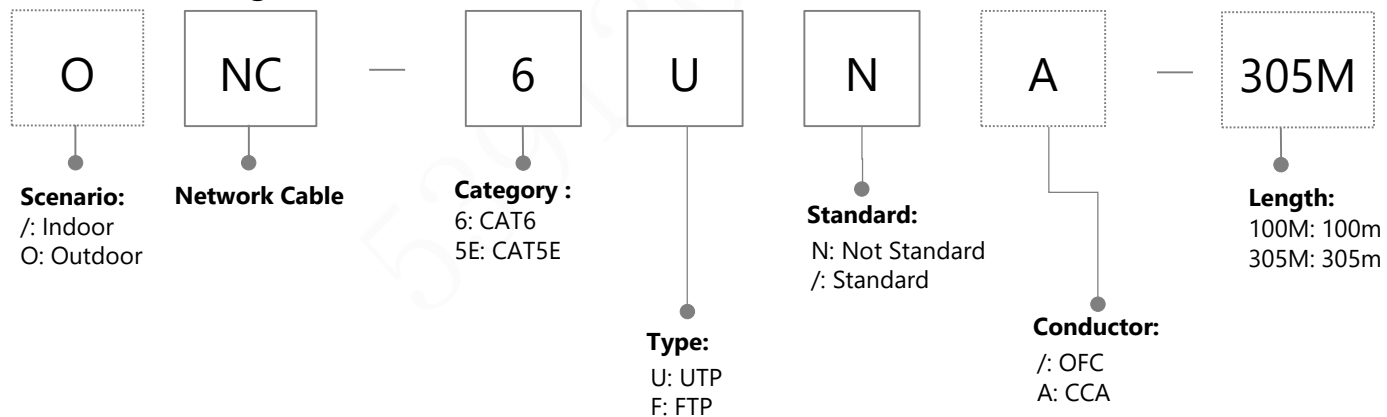 O NC — 6 U N A — 305M
Scenario:
/: Indoor
O: Outdoor
Network Cable
Category :
6: CAT6
5E: CAT5E
Type:
U: UTP
F: FTP
Standard:
N: Not Standard
/: Standard
Conductor:
/: OFC
A: CCA
Length:
100M: 100m
305M: 305m